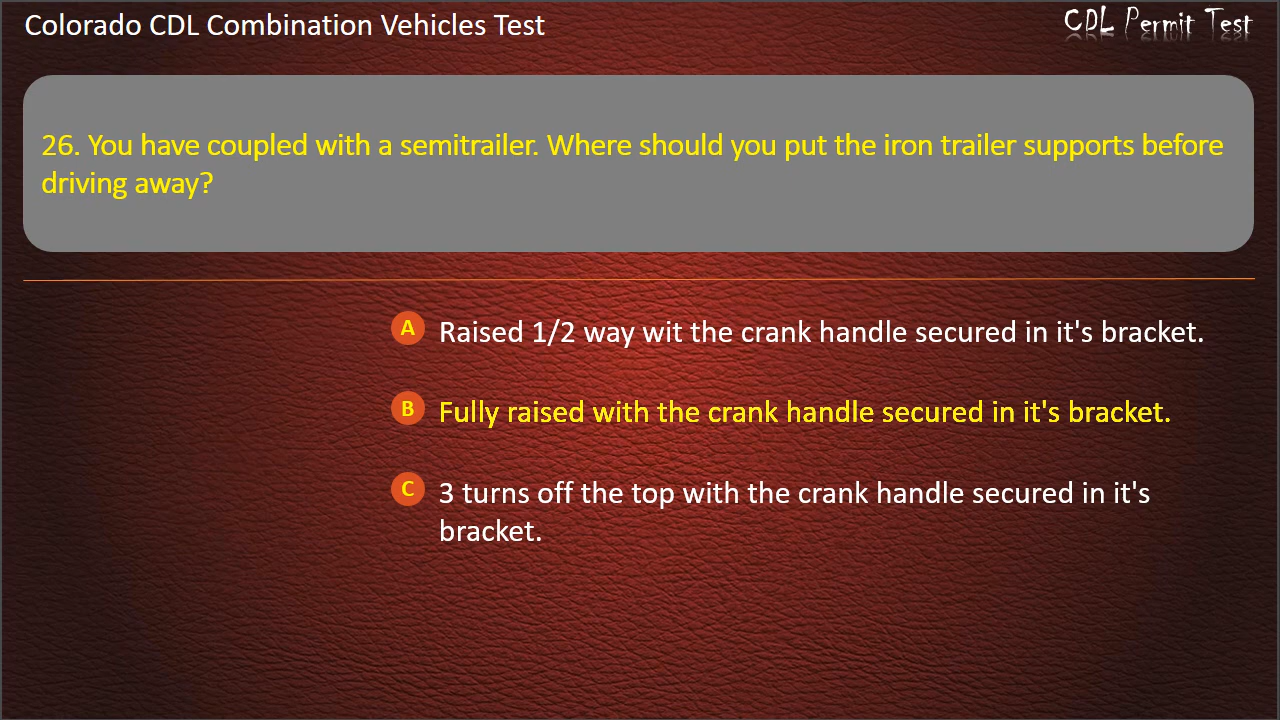 Colorado CDL Combination Vehicles Test
CDL Permit Test
26. You have coupled with a semitrailer. Where should you put the iron trailer supports before
driving away?
A Raised 1/2 way wit the crank handle secured in it's bracket.
B Fully raised with the crank handle secured in it's bracket.
C 3 turns off the top with the crank handle secured in it's
bracket.